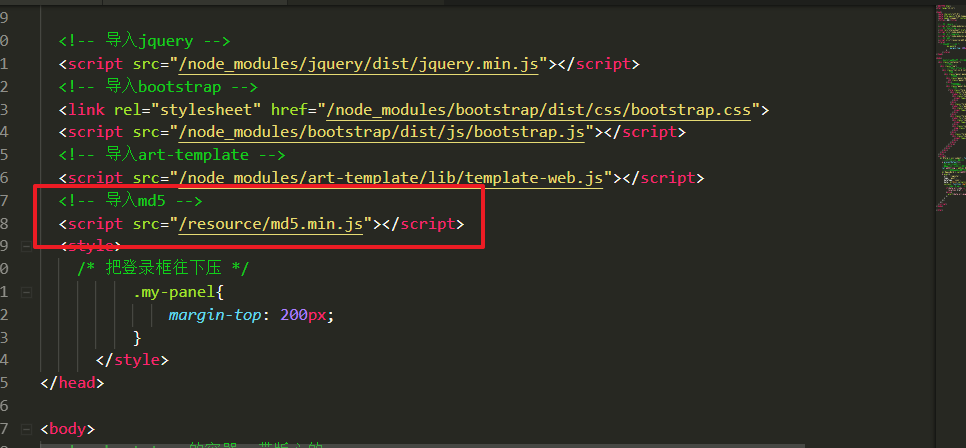 9
0 <!-- 导入jquery -->
1 <script src="/node_modules/jquery/dist/jquery.min.js"></script>
2 <!-- 导入bootstrap -->
3 <link rel="stylesheet" href="/node_modules/bootstrap/dist/css/bootstrap.css">
4 <script src="/node_modules/bootstrap/dist/js/bootstrap.js"></script>
5 <!-- 导入art-template -->
6 <script src="/node_modules/art-template/lib/template-web.js"></script>
7 <!-- 导入md5 -->
8 <script src="/resource/md5.min.js"></script>
9 <style>
0 /* 把登录框往下压 */
1 .my-panel{
2 margin-top: 200px;
3 }
4 </style>
5 </head>
6
7 <body>